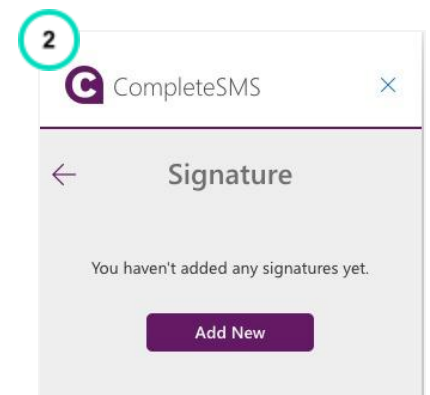 2
CompleteSMS
Signature
You haven't added any signatures yet.
Add New